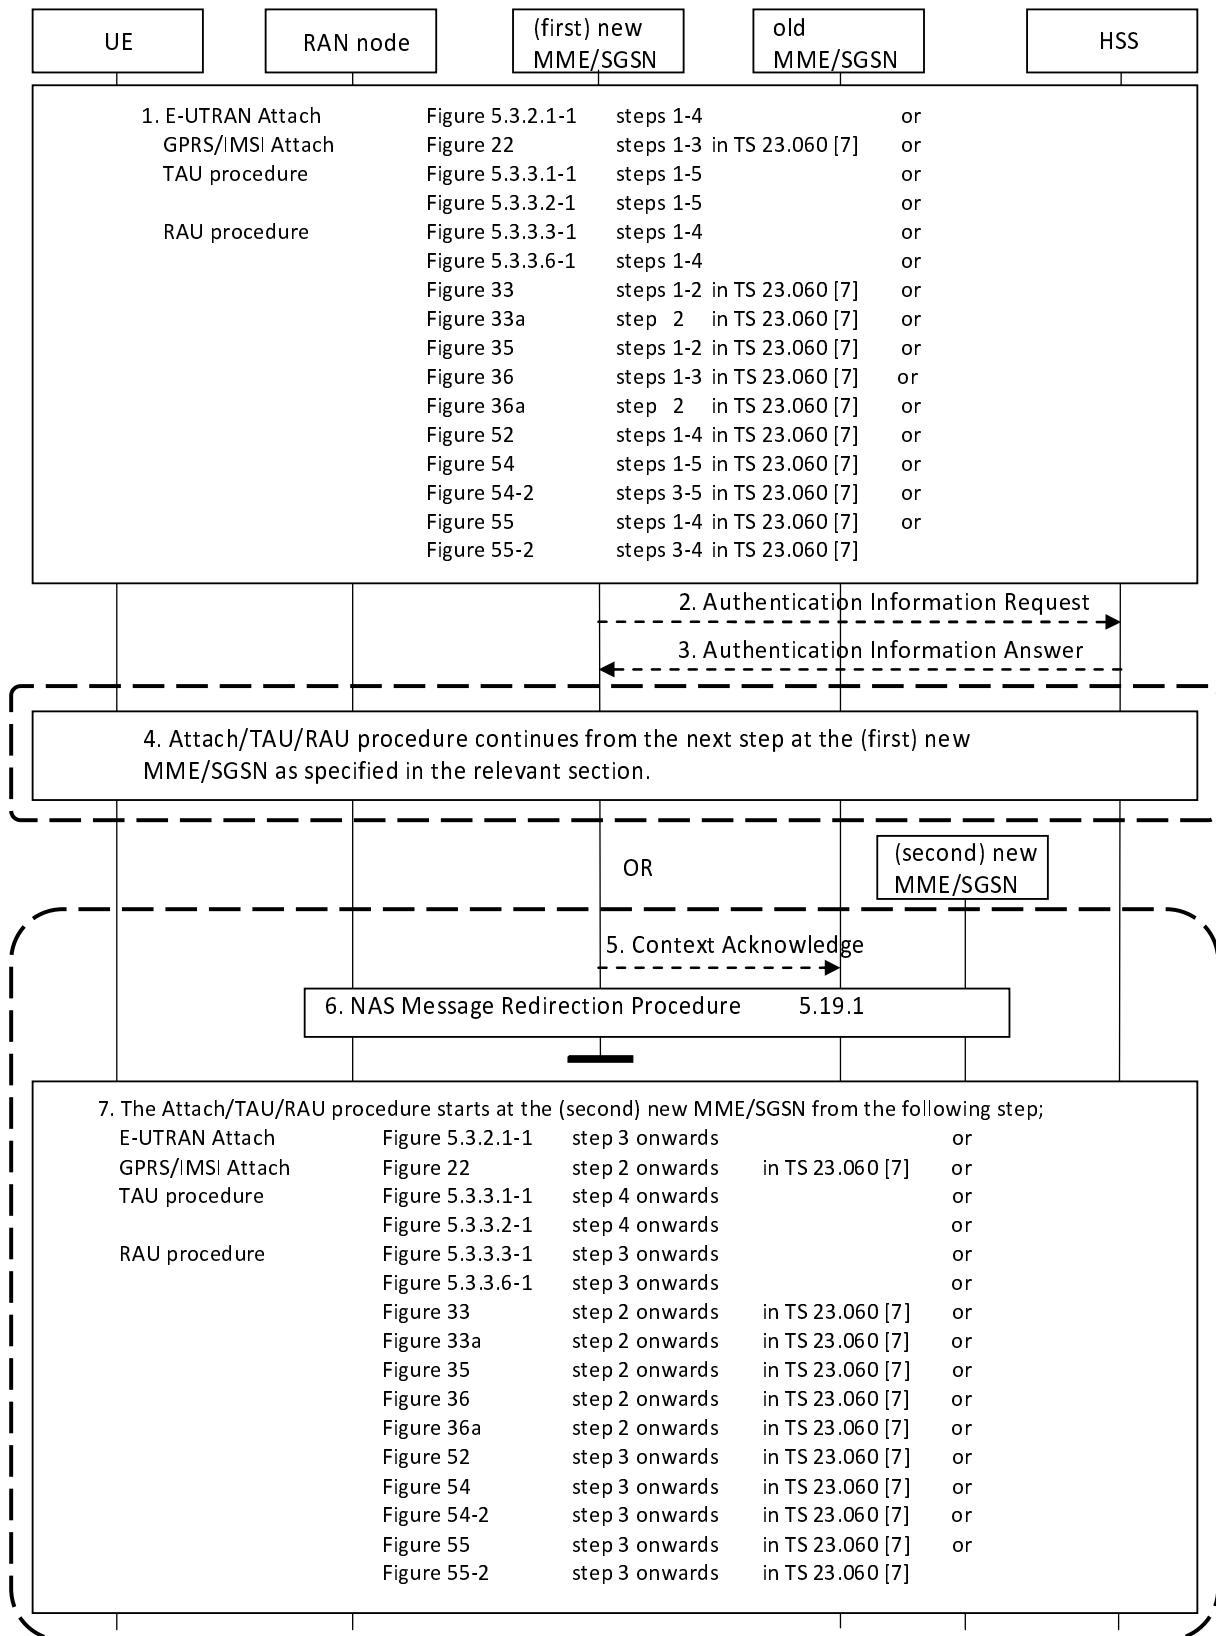 UE
RAN node
(first) new
MME/SGSN
old
MME/SGSN
HSS
1. E-UTRAN Attach Figure 5.3.2.1-1 steps 1-4 or
GPRS/IMSI Attach Figure 22 steps 1-3 in TS 23.060 [7] or
TAU procedure Figure 5.3.3.1-1 steps 1-5 or
Figure 5.3.3.2-1 steps 1-5 or
RAU procedure Figure 5.3.3.3-1 steps 1-4 or
Figure 5.3.3.6-1 steps 1-4 or
Figure 33 steps 1-2 in TS 23.060 [7] or
Figure 33a step 2 in TS 23.060 [7] or
Figure 35 steps 1-2 in TS 23.060 [7] or
Figure 36 steps 1-3 in TS 23.060 [7] or
Figure 36a step 2 in TS 23.060 [7] or
Figure 52 steps 1-4 in TS 23.060 [7] or
Figure 54 steps 1-5 in TS 23.060 [7] or
Figure 54-2 steps 3-5 in TS 23.060 [7] or
Figure 55 steps 1-4 in TS 23.060 [7] or
Figure 55-2 steps 3-4 in TS 23.060 [7]
2. Authentication Information Request
3. Authentication Information Answer
4. Attach/TAU/RAU procedure continues from the next step at the (first) new
MME/SGSN as specified in the relevant section.
OR
(second) new
MME/SGSN
5. Context Acknowledge
6. NAS Message Redirection Procedure 5.19.1
7. The Attach/TAU/RAU procedure starts at the (second) new MME/SGSN from the following step;
E-UTRAN Attach Figure 5.3.2.1-1 step 3 onwards or
GPRS/IMSI Attach Figure 22 step 2 onwards in TS 23.060 [7] or
TAU procedure Figure 5.3.3.1-1 step 4 onwards or
Figure 5.3.3.2-1 step 4 onwards or
RAU procedure Figure 5.3.3.3-1 step 3 onwards or
Figure 5.3.3.6-1 step 3 onwards or
Figure 33 step 2 onwards in TS 23.060 [7] or
Figure 33a step 2 onwards in TS 23.060 [7] or
Figure 35 step 2 onwards in TS 23.060 [7] or
Figure 36 step 2 onwards in TS 23.060 [7] or
Figure 36a step 2 onwards in TS 23.060 [7] or
Figure 52 step 3 onwards in TS 23.060 [7] or
Figure 54 step 3 onwards in TS 23.060 [7] or
Figure 54-2 step 3 onwards in TS 23.060 [7] or
Figure 55 step 3 onwards in TS 23.060 [7] or
Figure 55-2 step 3 onwards in TS 23.060 [7]